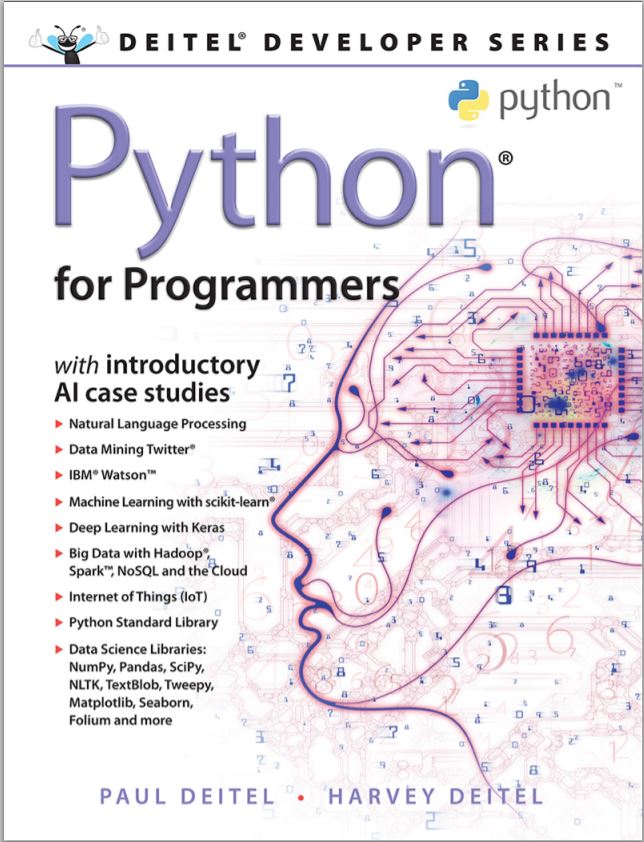 DEITEL® DEVELOPER SERIES
python™
Python®
for Programmers
with introductory
AI case studies
Natural Language Processing
Data Mining Twitter®
IBM® Watson™
Machine Learning with scikit-learn®
Deep Learning with Keras
Big Data with Hadoop®,
Spark™, NoSQL and the Cloud
Internet of Things (IoT)
Python Standard Library
Data Science Libraries:
NumPy, Pandas, SciPy,
NLTK, TextBlob, Tweepy,
Matplotlib, Seaborn,
Folium and more
PAUL DEITEL • HARVEY DEITEL